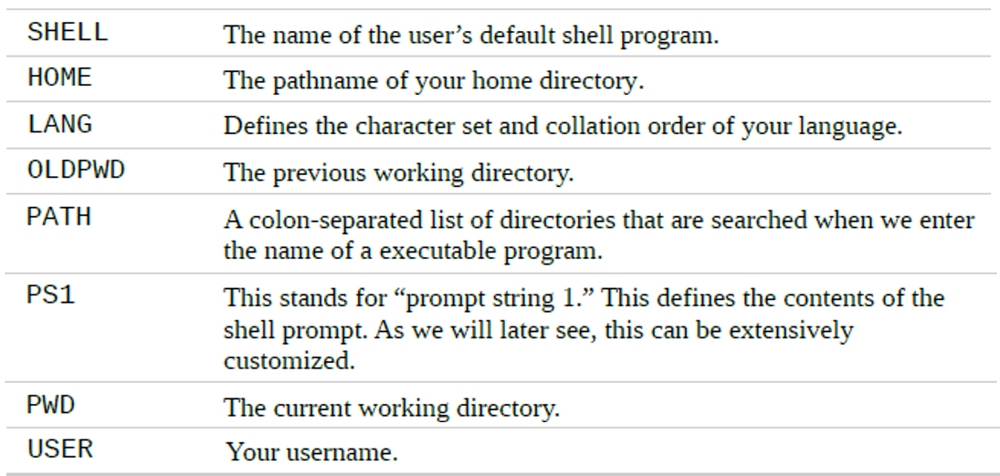 SHELL The name of the user’s default shell program.
HOME The pathname of your home directory.
LANG Defines the character set and collation order of your language.
OLDPWD The previous working directory.
PATH A colon-separated list of directories that are searched when we enter
the name of a executable program.
PS1 This stands for “prompt string 1.” This defines the contents of the
shell prompt. As we will later see, this can be extensively
customized.
PWD The current working directory.
USER Your username.